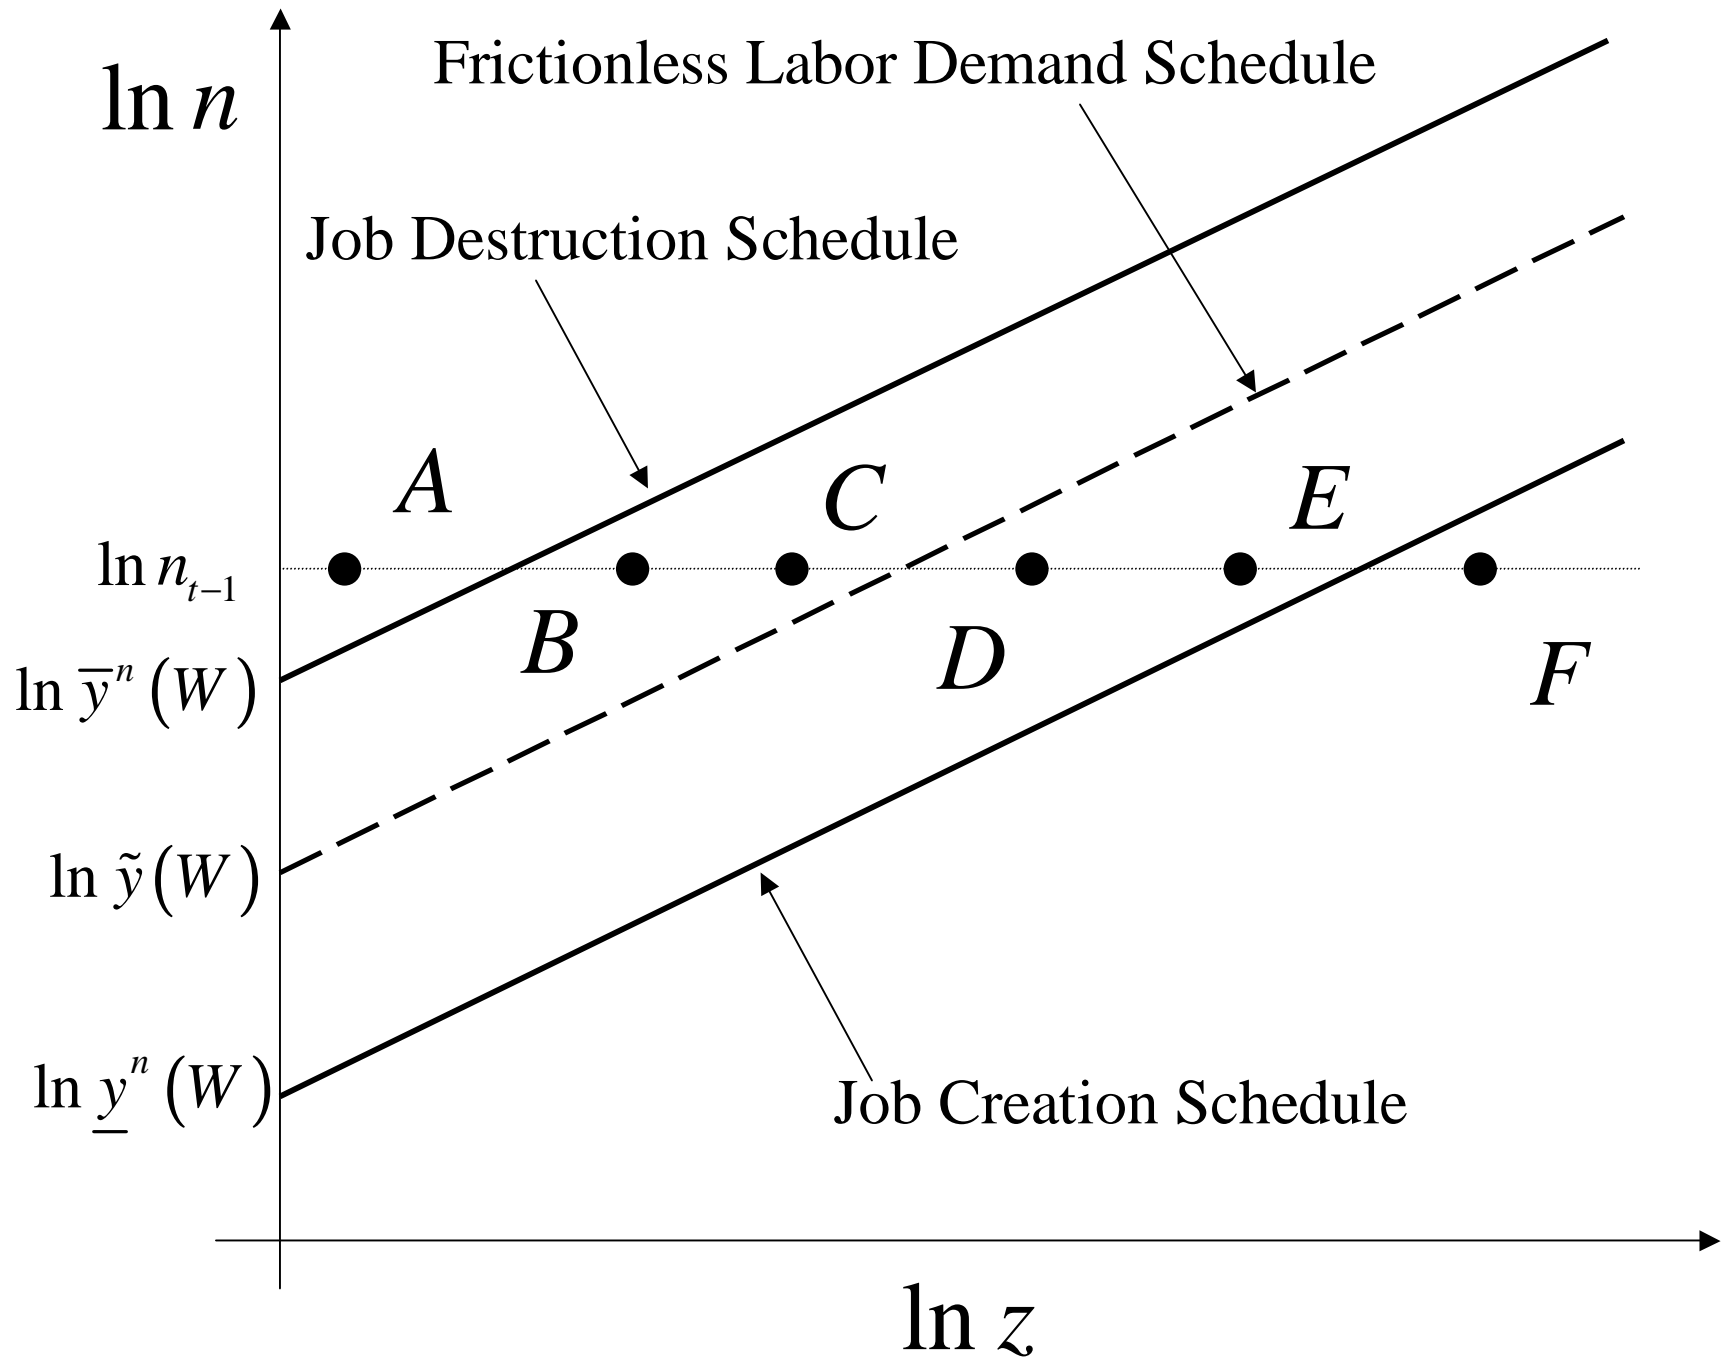 Frictionless Labor Demand Schedule
ln n
Job Destruction Schedule
A
C
E
ln n_{t−1}
B
D
F
ln y̅ⁿ (W)
ln ỹ (W)
ln y̲ⁿ (W)
Job Creation Schedule
ln z